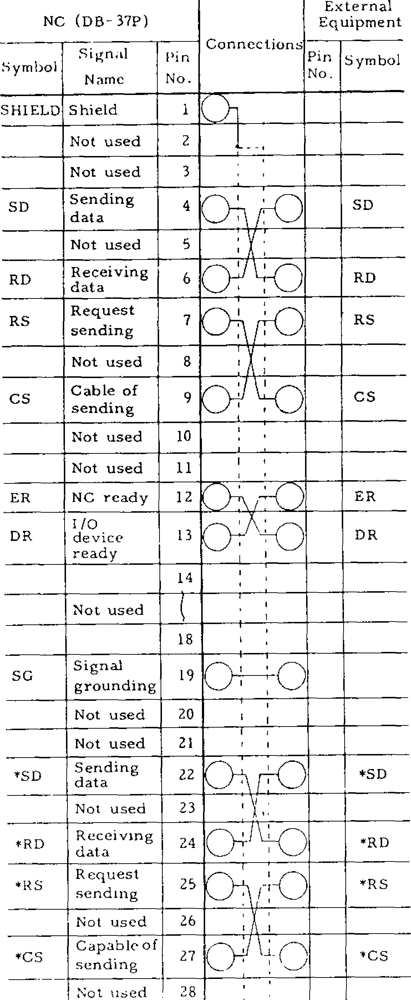 NC (DB-37P)
External
Equipment
Connections
Symbol
Signal
Name
Pin
No.
Pin
No.
Symbol
SHIELD Shield 1
Not used 2
Not used 3
SD Sending data 4 SD
Not used 5
RD Receiving data 6 RD
RS Request sending 7 RS
Not used 8
CS Cable of sending 9 CS
Not used 10
Not used 11
ER NC ready 12 ER
DR I/O device ready 13 DR
14
Not used
18
SG Signal grounding 19
Not used 20
Not used 21
*SD Sending data 22 *SD
Not used 23
*RD Receiving data 24 *RD
*RS Request sending 25 *RS
Not used 26
*CS Capable of sending 27 *CS
Not used 28